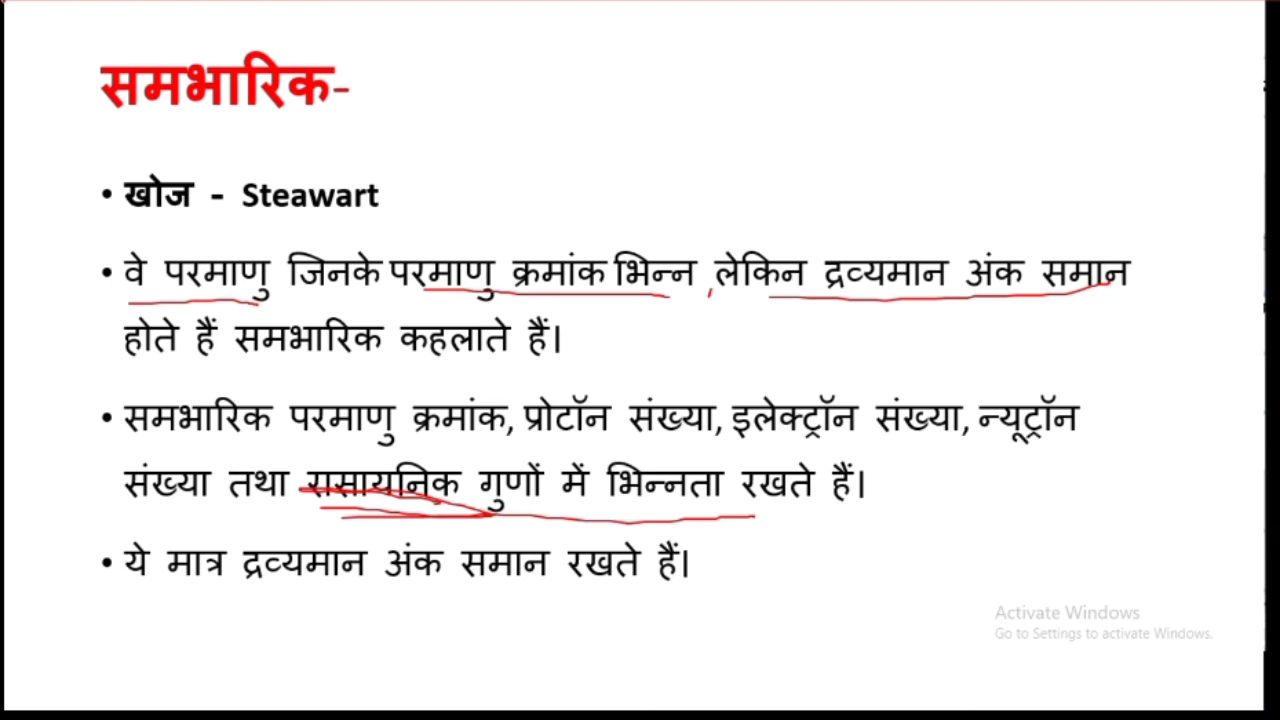 समभारिक-
• खोज - Steawart
• वे परमाणु जिनके परमाणु क्रमांक भिन्न ,लेकिन द्रव्यमान अंक समान
होते हैं समभारिक कहलाते हैं।
• समभारिक परमाणु क्रमांक, प्रोटॉन संख्या, इलेक्ट्रॉन संख्या, न्यूट्रॉन
संख्या तथा रासायनिक गुणों में भिन्नता रखते हैं।
• ये मात्र द्रव्यमान अंक समान रखते हैं।
Activate Windows
Go to Settings to activate Windows.